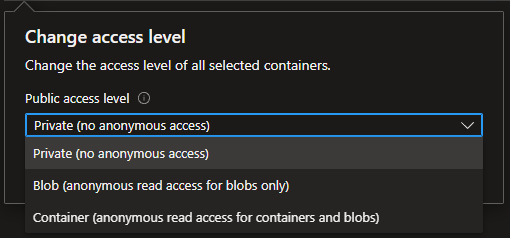 Change access level
Change the access level of all selected containers.
Public access level
Private (no anonymous access)
Private (no anonymous access)
Blob (anonymous read access for blobs only)
Container (anonymous read access for containers and blobs)